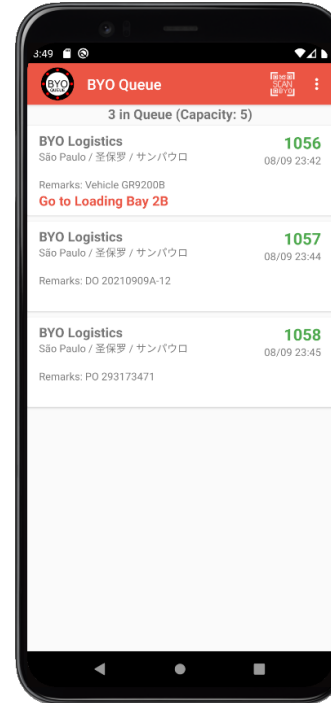 3:49
BYO
QUEUE
BYO Queue
SCAN
BYO
3 in Queue (Capacity: 5)
BYO Logistics
1056
São Paulo / 圣保罗 / サンパウロ
08/09 23:42
Remarks: Vehicle GR9200B
Go to Loading Bay 2B
BYO Logistics
1057
São Paulo / 圣保罗 / サンパウロ
08/09 23:44
Remarks: DO 20210909A-12
BYO Logistics
1058
São Paulo / 圣保罗 / サンパウロ
08/09 23:45
Remarks: PO 293173471